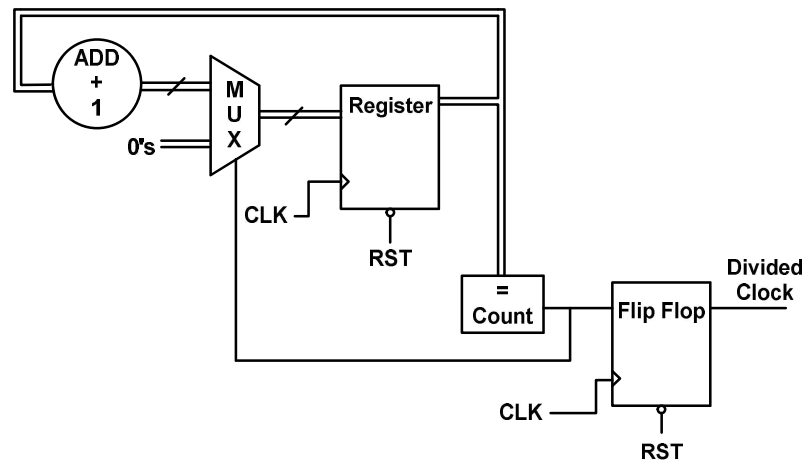 ADD
+
1
0's
M
U
X
Register
CLK
RST
=
Count
Flip Flop
Divided
Clock
CLK
RST